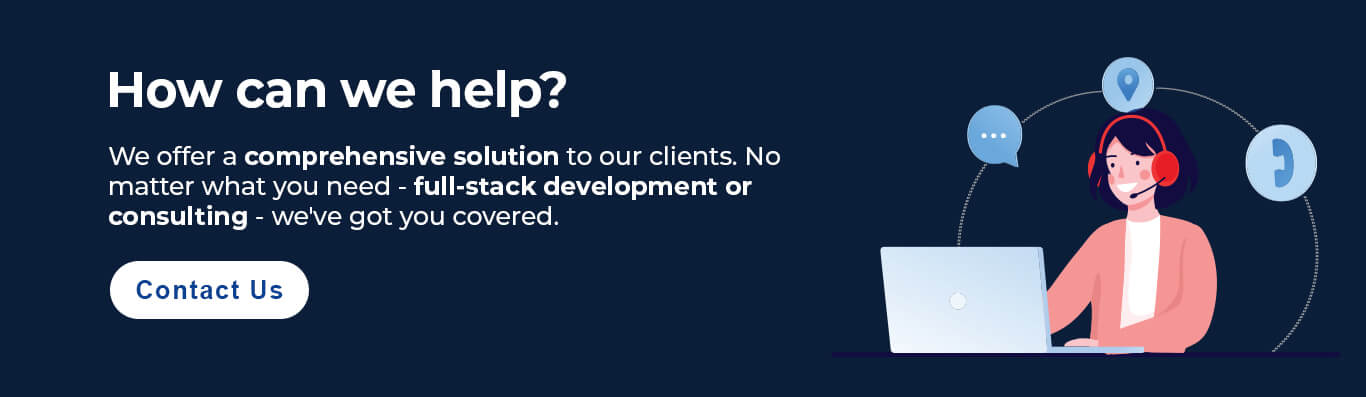 How can we help?
We offer a comprehensive solution to our clients. No
matter what you need - full-stack development or
consulting - we've got you covered.
Contact Us